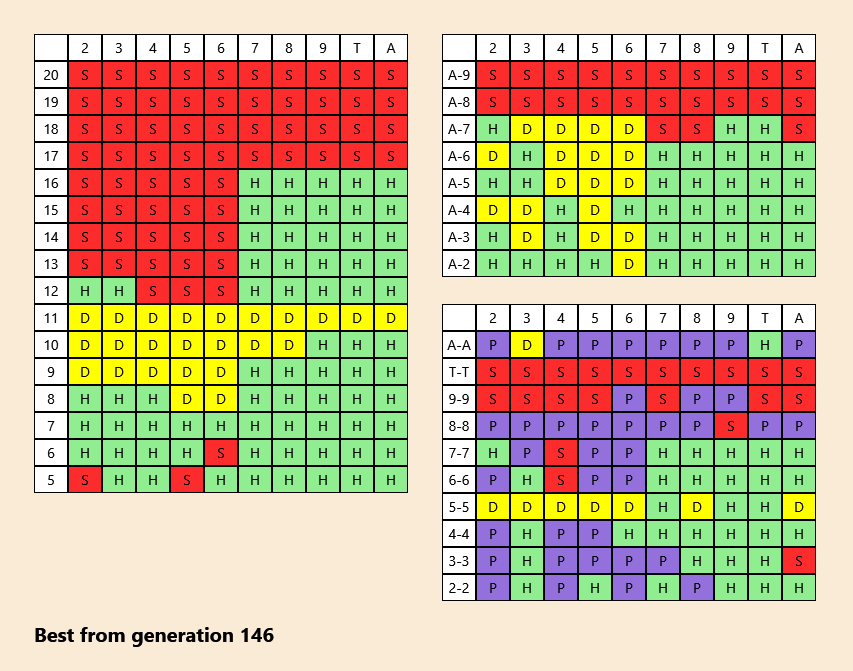 2 3 4 5 6 7 8 9 T A
20 S S S S S S S S S S
19 S S S S S S S S S S
18 S S S S S S S S S S
17 S S S S S S S S S S
16 S S S S S H H H H H
15 S S S S S H H H H H
14 S S S S S H H H H H
13 S S S S S H H H H H
12 H H S S S H H H H H
11 D D D D D D D D D D
10 D D D D D D D H H H
9 D D D D D H H H H H
8 H H H D D H H H H H
7 H H H H H H H H H H
6 H H H H S H H H H H
5 S H H S H H H H H H
2 3 4 5 6 7 8 9 T A
A-9 S S S S S S S S S S
A-8 S S S S S S S S S S
A-7 H D D D D S S H H S
A-6 D H D D D H H H H H
A-5 H H D D D H H H H H
A-4 D D H D H H H H H H
A-3 H D H D D H H H H H
A-2 H H H H D H H H H H
2 3 4 5 6 7 8 9 T A
A-A P D P P P P P P H P
T-T S S S S S S S S S S
9-9 S S S S P S P P S S
8-8 P P P P P P P S P P
7-7 H P S P P H H H H H
6-6 P H S P P H H H H H
5-5 D D D D D H D H H D
4-4 P H P P H H H H H H
3-3 P H P P P P H H H S
2-2 P H P H P H P H H H
Best from generation 146